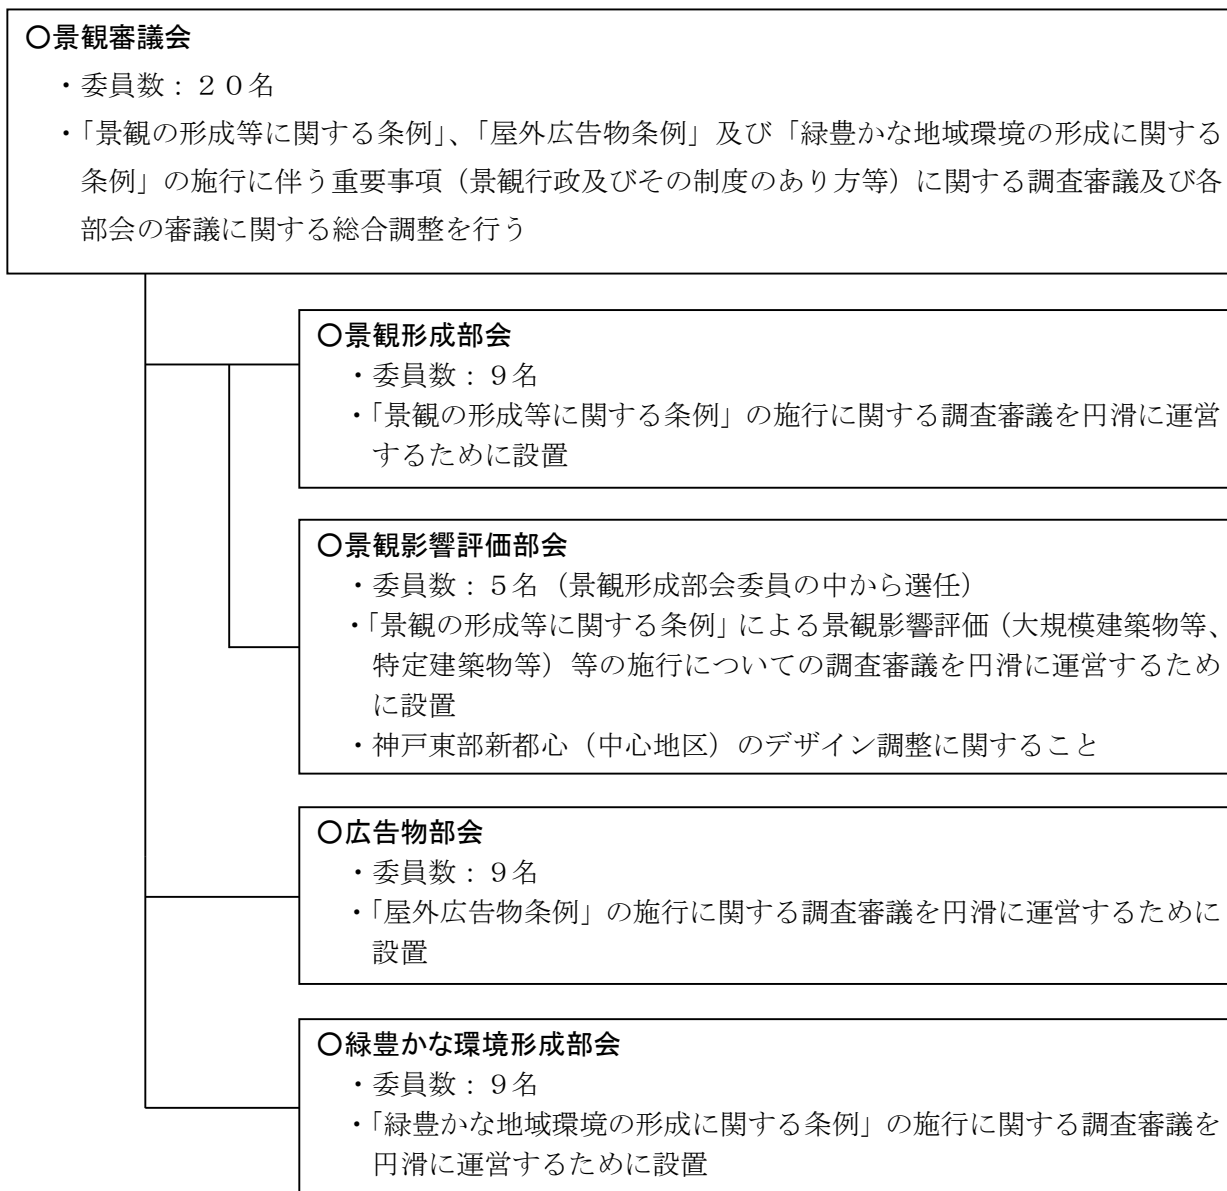 〇景観審議会
・委員数：２０名
・「景観の形成等に関する条例」、「屋外広告物条例」及び「緑豊かな地域環境の形成に関する
条例」の施行に伴う重要事項（景観行政及びその制度のあり方等）に関する調査審議及び各
部会の審議に関する総合調整を行う
〇景観形成部会
・委員数：９名
・「景観の形成等に関する条例」の施行に関する調査審議を円滑に運営
するために設置
〇景観影響評価部会
・委員数：５名（景観形成部会委員の中から選任）
・「景観の形成等に関する条例」による景観影響評価（大規模建築物等、
特定建築物等）等の施行についての調査審議を円滑に運営するため
に設置
・神戸東部新都心（中心地区）のデザイン調整に関すること
〇広告物部会
・委員数：９名
・「屋外広告物条例」の施行に関する調査審議を円滑に運営するために
設置
〇緑豊かな環境形成部会
・委員数：９名
・「緑豊かな地域環境の形成に関する条例」の施行に関する調査審議を
円滑に運営するために設置